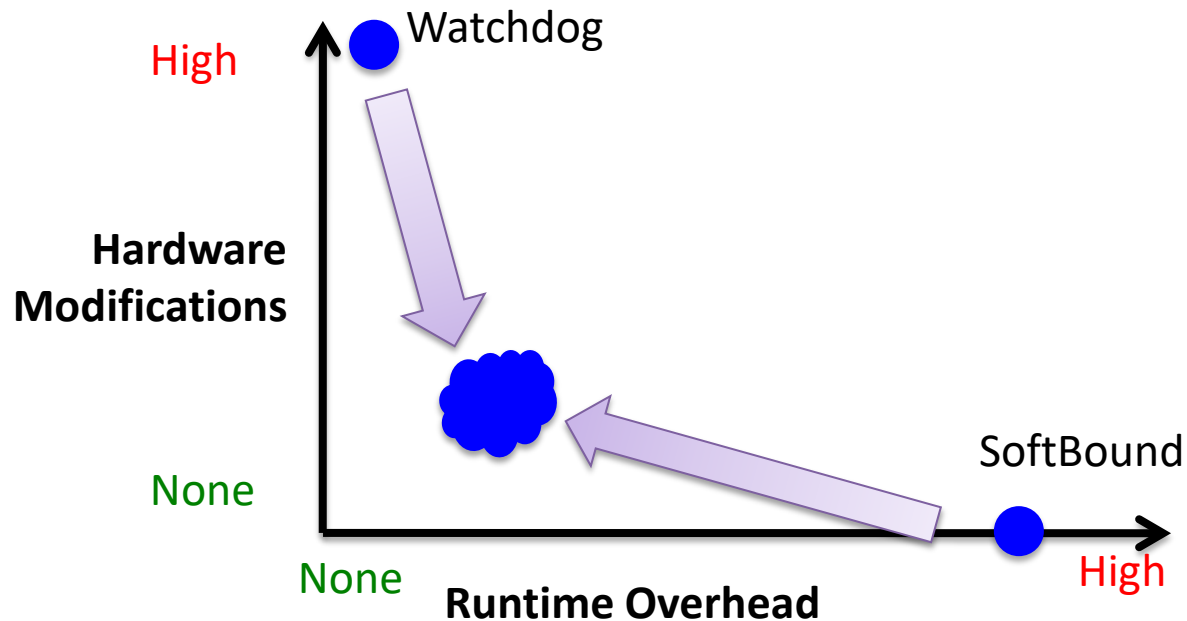 Watchdog
High
Hardware
Modifications
SoftBound
None
None
High
Runtime Overhead